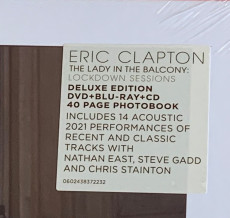 ERIC CLAPTON
THE LADY IN THE BALCONY:
LOCKDOWN SESSIONS
DELUXE EDITION
DVD+BLU-RAY+CD
40 PAGE PHOTOBOOK
INCLUDES 14 ACOUSTIC
2021 PERFORMANCES OF
RECENT AND CLASSIC
TRACKS WITH
NATHAN EAST, STEVE GADD
AND CHRIS STAINTON
0602438372232